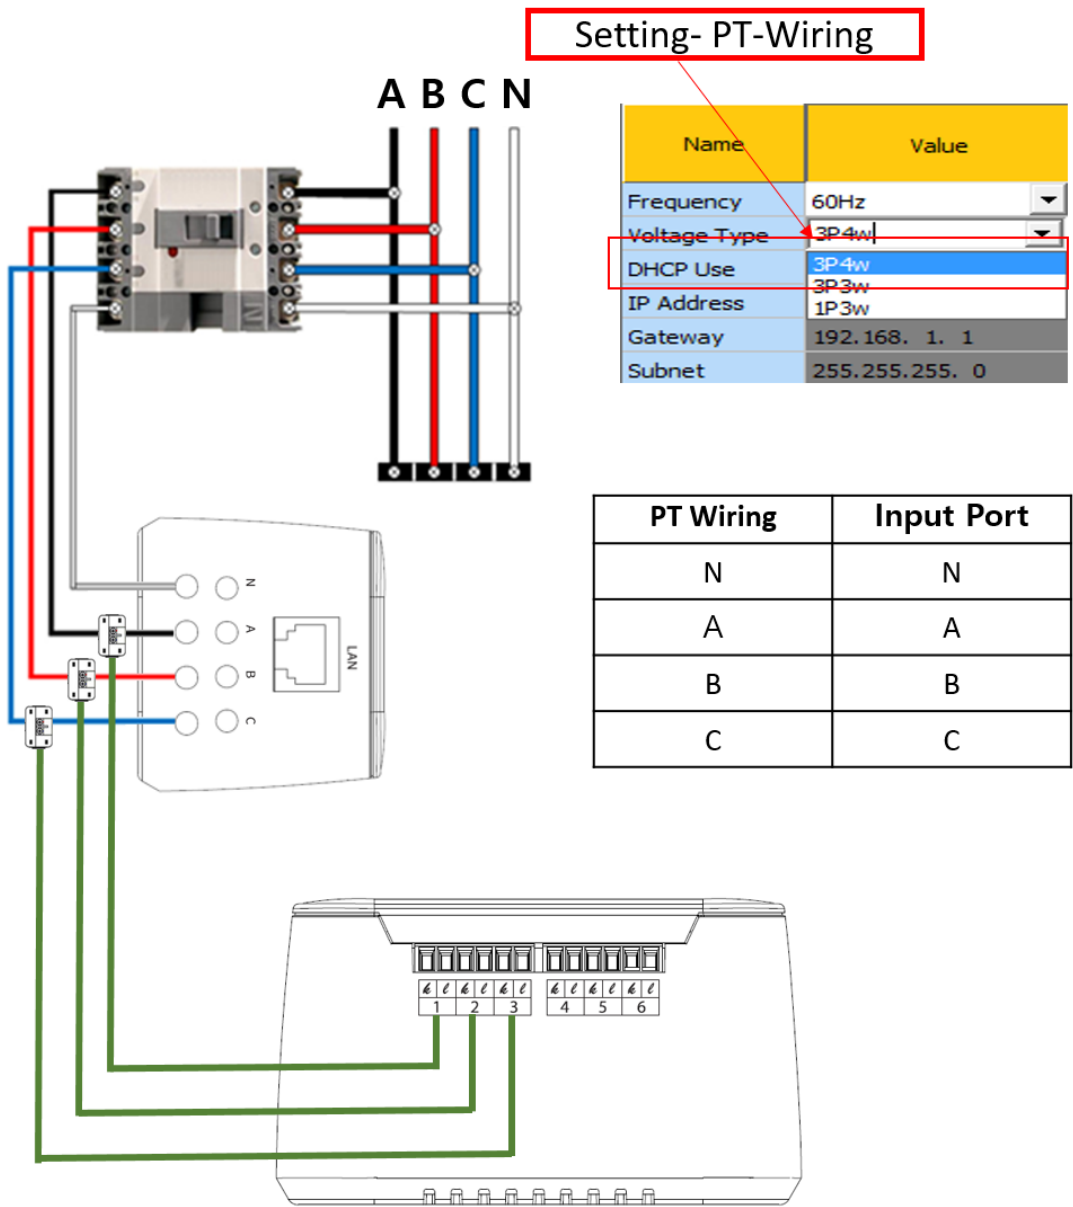 Setting- PT-Wiring
A B C N
Name Value
Frequency 60Hz
Voltage Type 3P4w
DHCP Use 3P4w
3P3w
IP Address 1P3w
Gateway 192.168. 1. 1
Subnet 255.255.255. 0
N
PT Wiring Input Port
N N
A A
B B
C C
N
A
B
C
LAN
k l k l k l k l k l k l
1 2 3 4 5 6